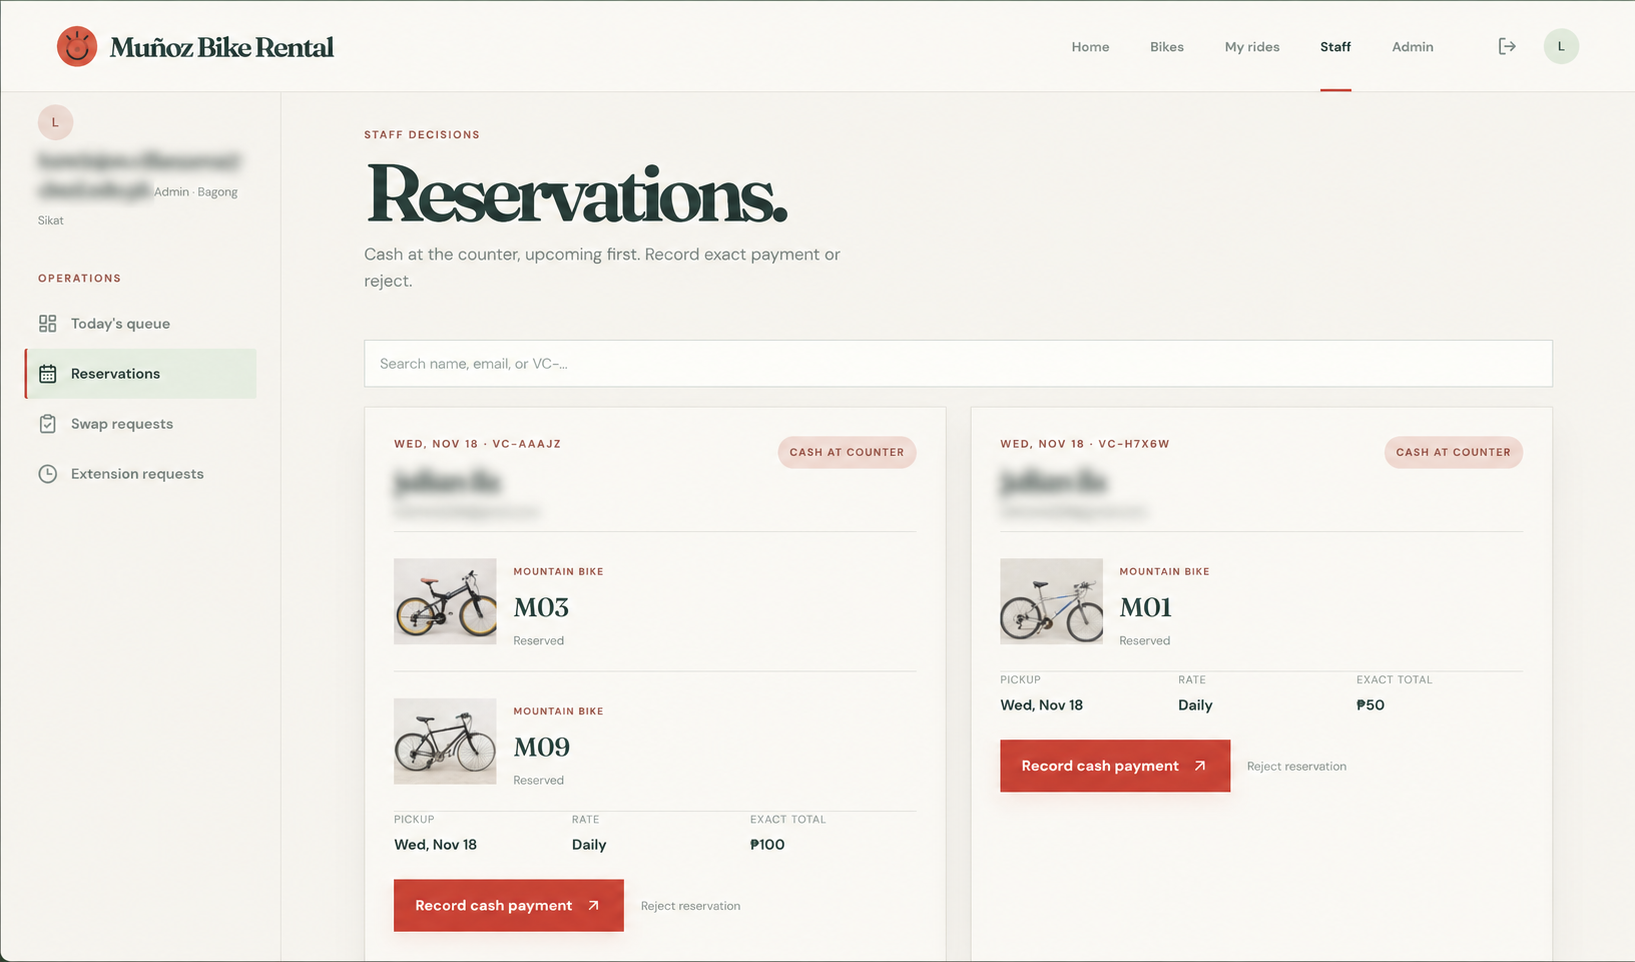 Muñoz Bike Rental
Home
Bikes
My rides
Staff
Admin
L
L
Admin · Bagong
Sikat
OPERATIONS
Today's queue
Reservations
Swap requests
Extension requests
STAFF DECISIONS
Reservations.
Cash at the counter, upcoming first. Record exact payment or
reject.
Search name, email, or VC-...
WED, NOV 18 · VC-AAAJZ
CASH AT COUNTER
MOUNTAIN BIKE
M03
Reserved
MOUNTAIN BIKE
M09
Reserved
PICKUP
RATE
EXACT TOTAL
Wed, Nov 18
Daily
₱100
Record cash payment
Reject reservation
WED, NOV 18 · VC-H7X6W
CASH AT COUNTER
MOUNTAIN BIKE
M01
Reserved
PICKUP
RATE
EXACT TOTAL
Wed, Nov 18
Daily
₱50
Record cash payment
Reject reservation